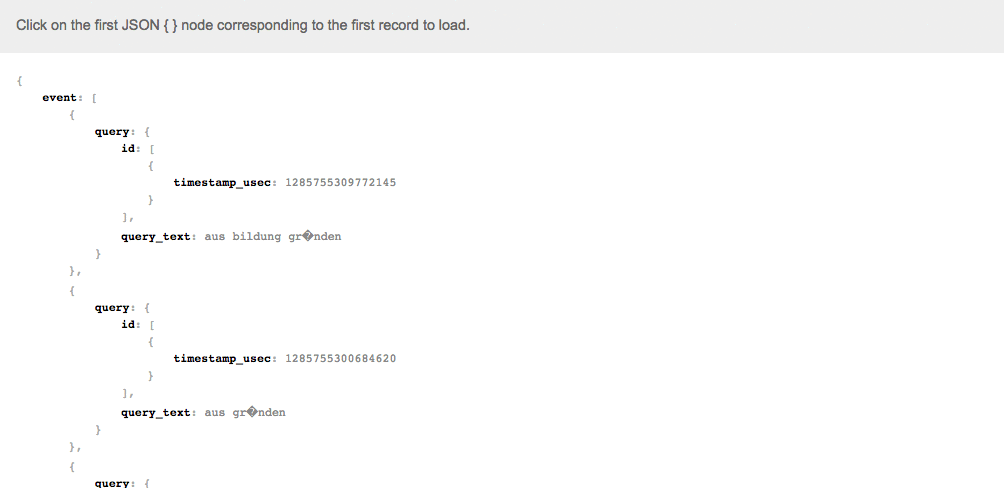 Click on the first JSON { } node corresponding to the first record to load.
{
event: [
{
query: {
id: [
{
timestamp_usec: 1285755309772145
}
],
query_text: aus bildung gr�nden
}
},
{
query: {
id: [
{
timestamp_usec: 1285755300684620
}
],
query_text: aus gr�nden
}
},
{
query: {